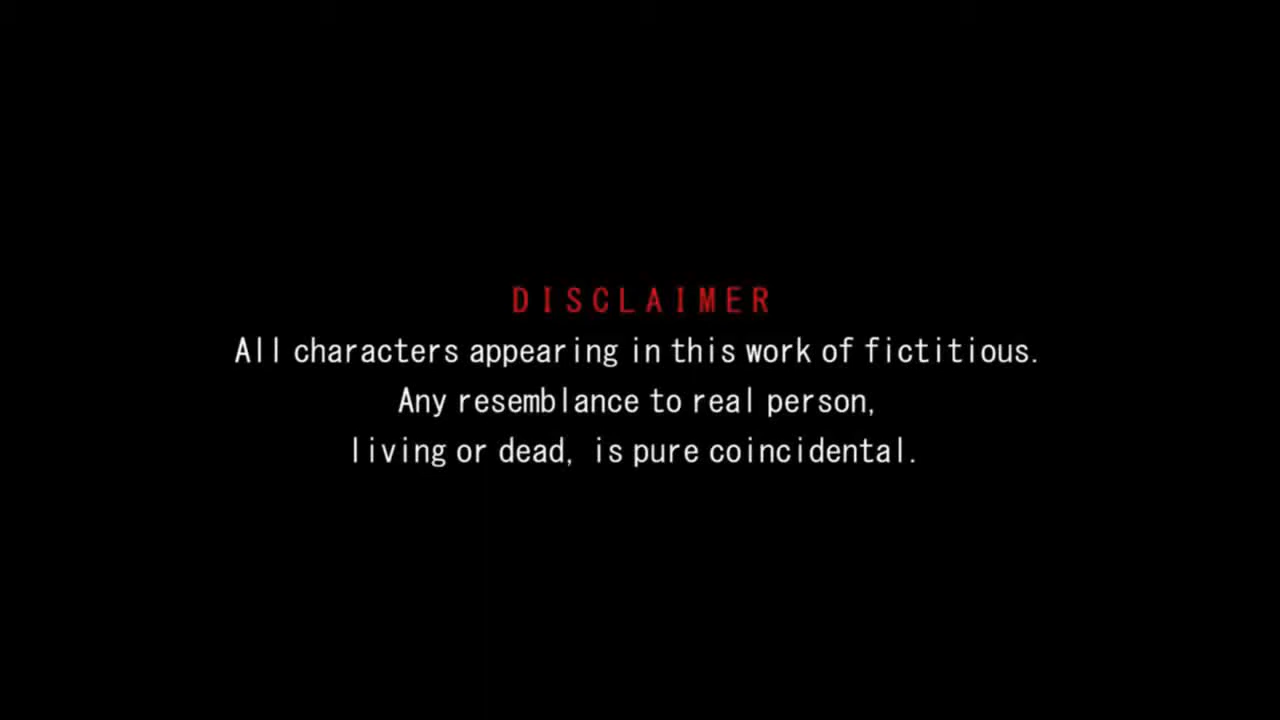 DISCLAIMER
All characters appearing in this work of fictitious.
Any resemblance to real person,
living or dead, is pure coincidental.